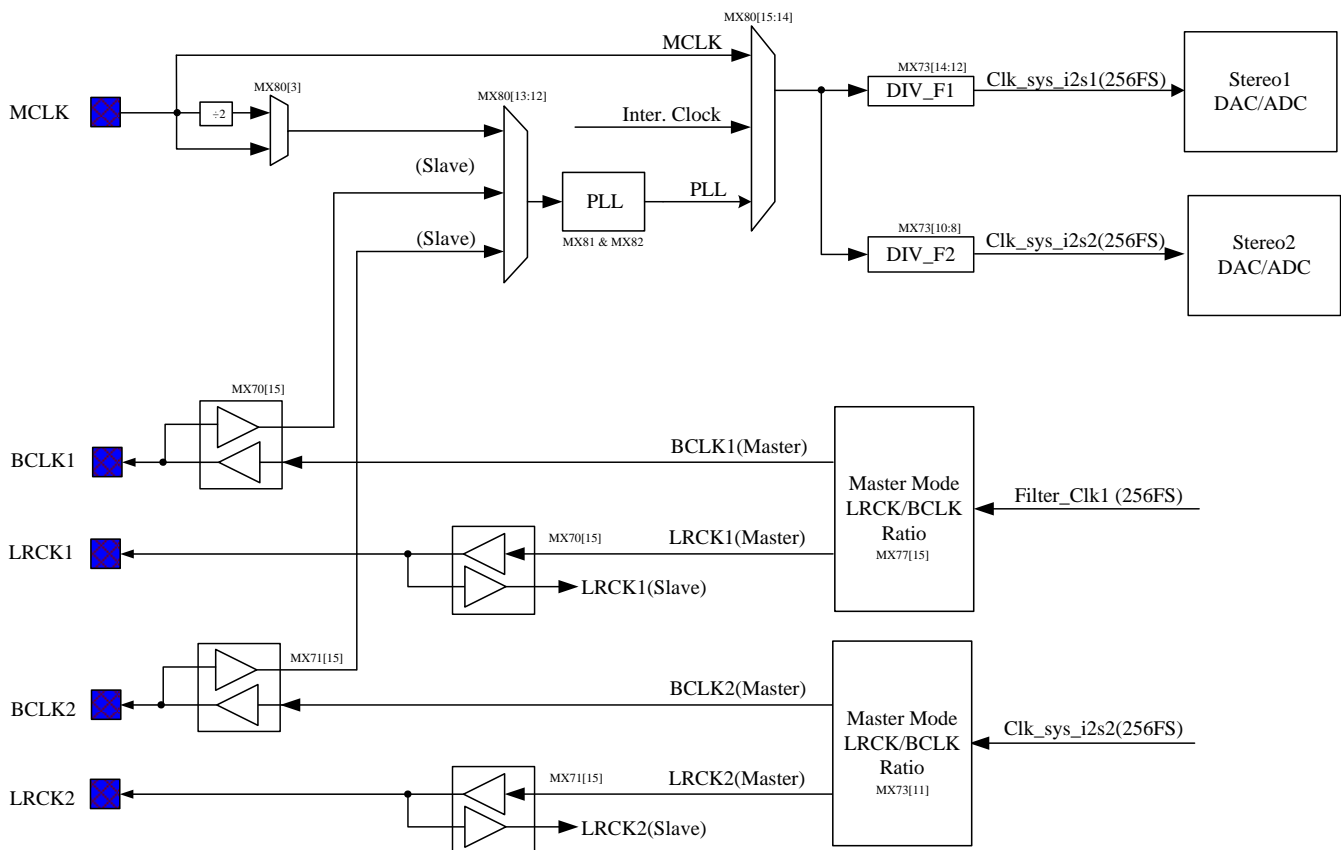 MX80[15:14]
MCLK
MX73[14:12]
DIV_F1
Clk_sys_i2s1(256FS)
Stereo1
DAC/ADC
MCLK
MX80[3]
÷2
MX80[13:12]
Inter. Clock
(Slave)
PLL
PLL
MX81 & MX82
(Slave)
MX73[10:8]
DIV_F2
Clk_sys_i2s2(256FS)
Stereo2
DAC/ADC
MX70[15]
BCLK1
BCLK1(Master)
Master Mode
LRCK/BCLK
Ratio
MX77[15]
Filter_Clk1 (256FS)
LRCK1
MX70[15]
LRCK1(Master)
LRCK1(Slave)
MX71[15]
BCLK2
BCLK2(Master)
Master Mode
LRCK/BCLK
Ratio
MX73[11]
Clk_sys_i2s2(256FS)
LRCK2
MX71[15]
LRCK2(Master)
LRCK2(Slave)